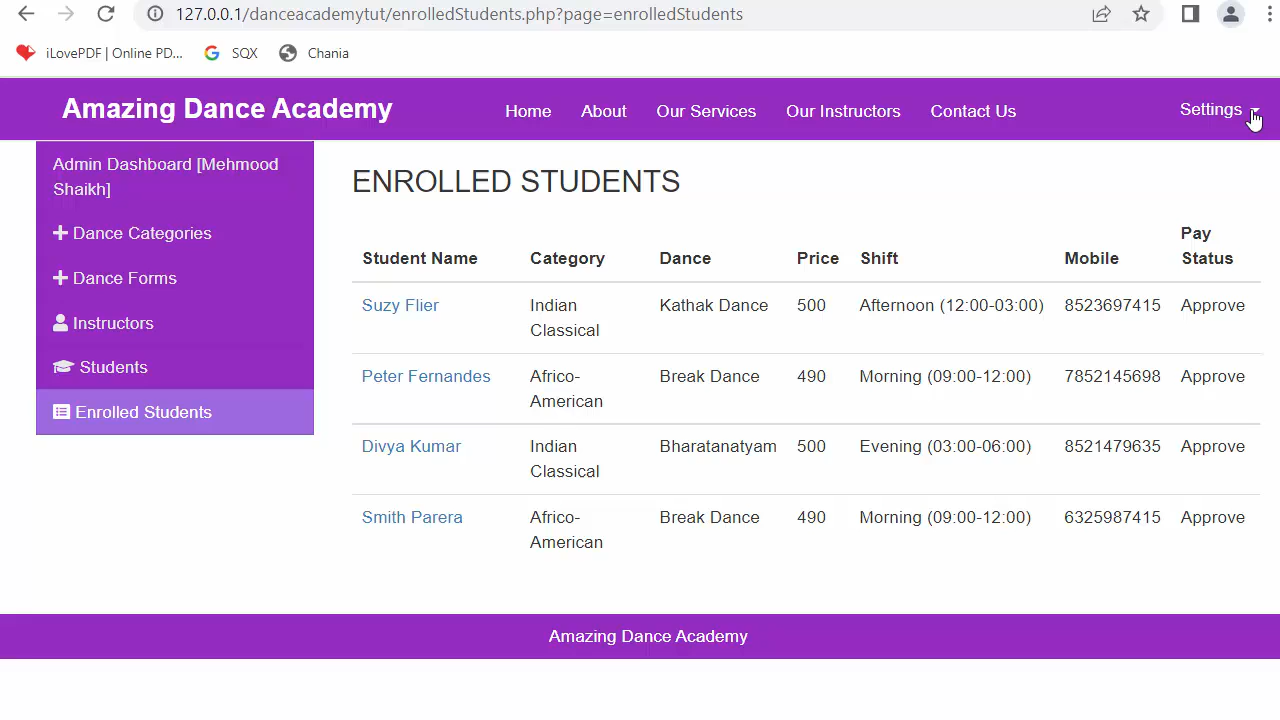 127.0.0.1/danceacademytut/enrolledStudents.php?page=enrolledStudents
iLovePDF | Online PD... SQX Chania
Amazing Dance Academy Home About Our Services Our Instructors Contact Us Settings
Admin Dashboard [Mehmood
Shaikh]
Dance Categories
Dance Forms
Instructors
Students
Enrolled Students
ENROLLED STUDENTS
Pay
Student Name Category Dance Price Shift Mobile Status
Suzy Flier Indian Kathak Dance 500 Afternoon (12:00-03:00) 8523697415 Approve
Classical
Peter Fernandes Africo- Break Dance 490 Morning (09:00-12:00) 7852145698 Approve
American
Divya Kumar Indian Bharatanatyam 500 Evening (03:00-06:00) 8521479635 Approve
Classical
Smith Parera Africo- Break Dance 490 Morning (09:00-12:00) 6325987415 Approve
American
Amazing Dance Academy